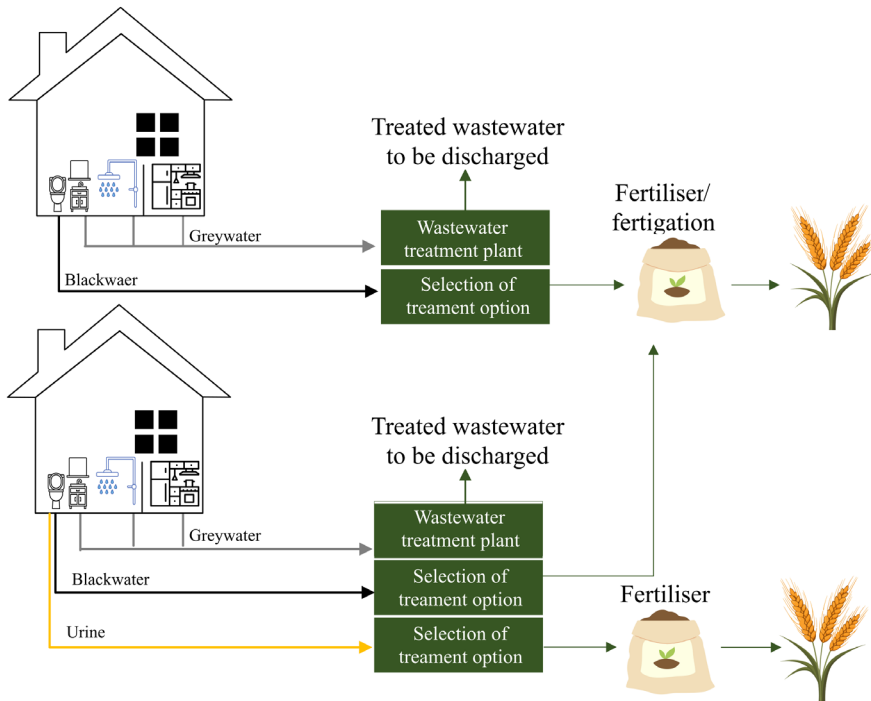 Treated wastewater
to be discharged
Fertiliser/
fertigation
Greywater
Wastewater
treatment plant
Blackwaer
Selection of
treament option
Treated wastewater
to be discharged
Greywater
Wastewater
treatment plant
Blackwater
Selection of
treament option
Fertiliser
Urine
Selection of
treament option